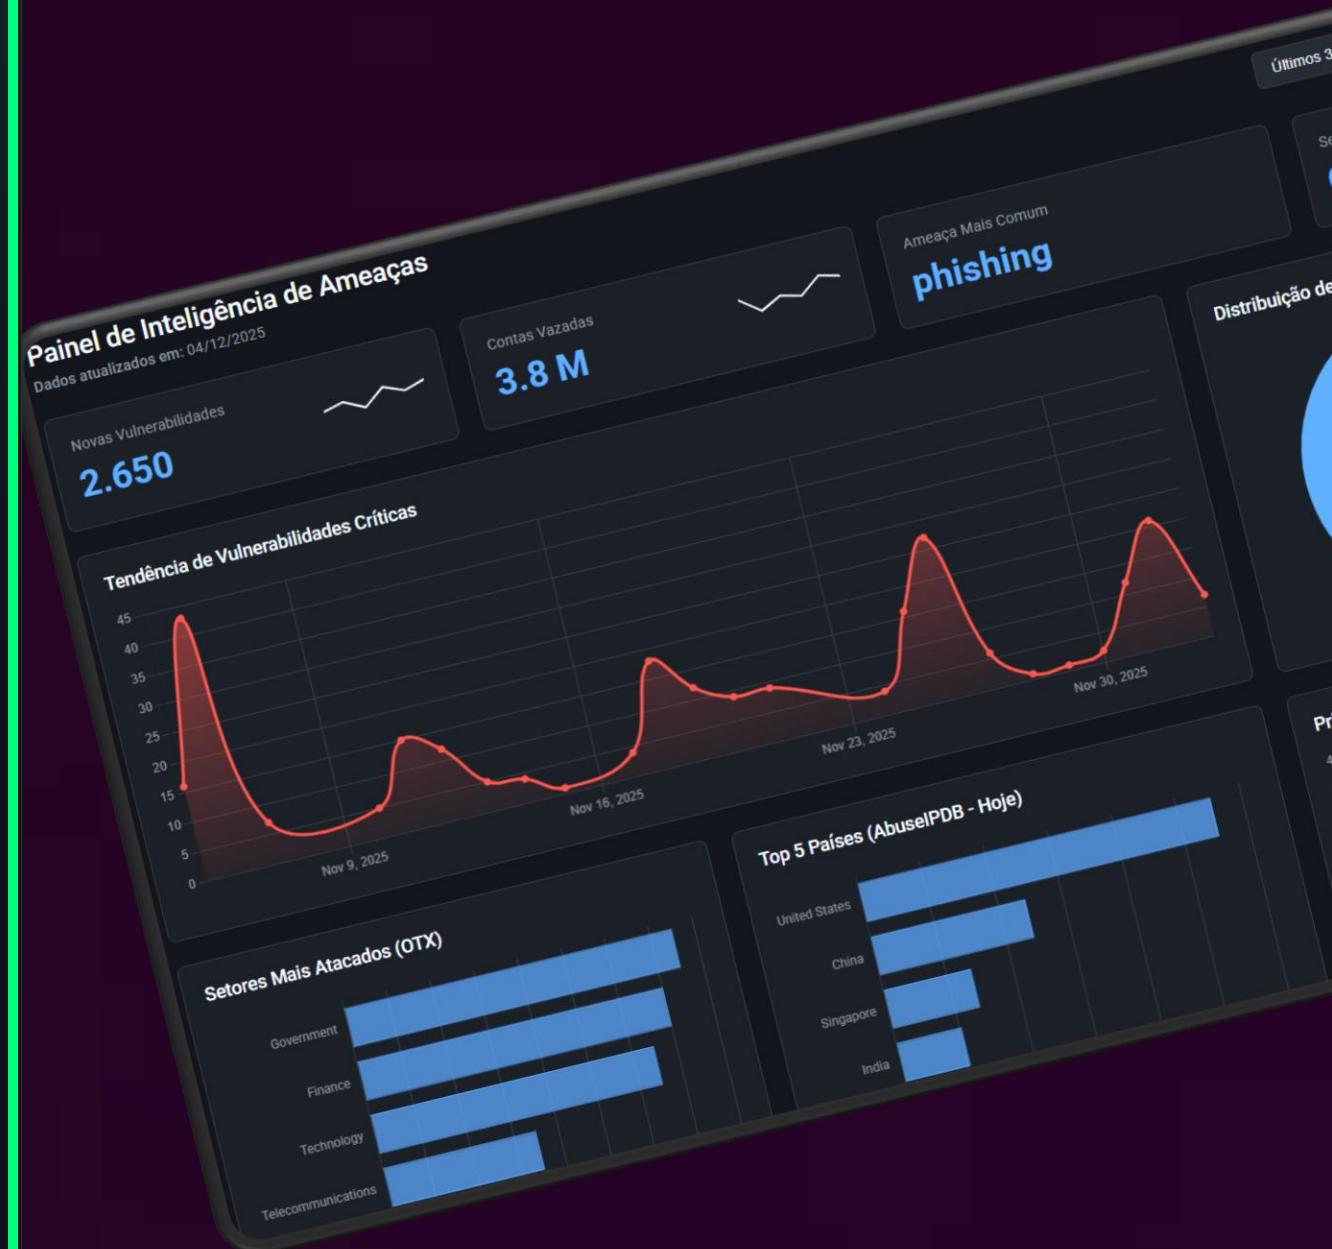 Últimos 3
Painel de Inteligência de Ameaças
Dados atualizados em: 04/12/2025
Novas Vulnerabilidades
2.650
Contas Vazadas
3.8 M
Ameaça Mais Comum
phishing
Se
Tendência de Vulnerabilidades Críticas
45
40
35
30
25
20
15
10
5
0
Nov 9, 2025
Nov 16, 2025
Nov 23, 2025
Nov 30, 2025
Distribuição de
Setores Mais Atacados (OTX)
Government
Finance
Technology
Telecommunications
Top 5 Países (AbuseIPDB - Hoje)
United States
China
Singapore
India
Pr
4